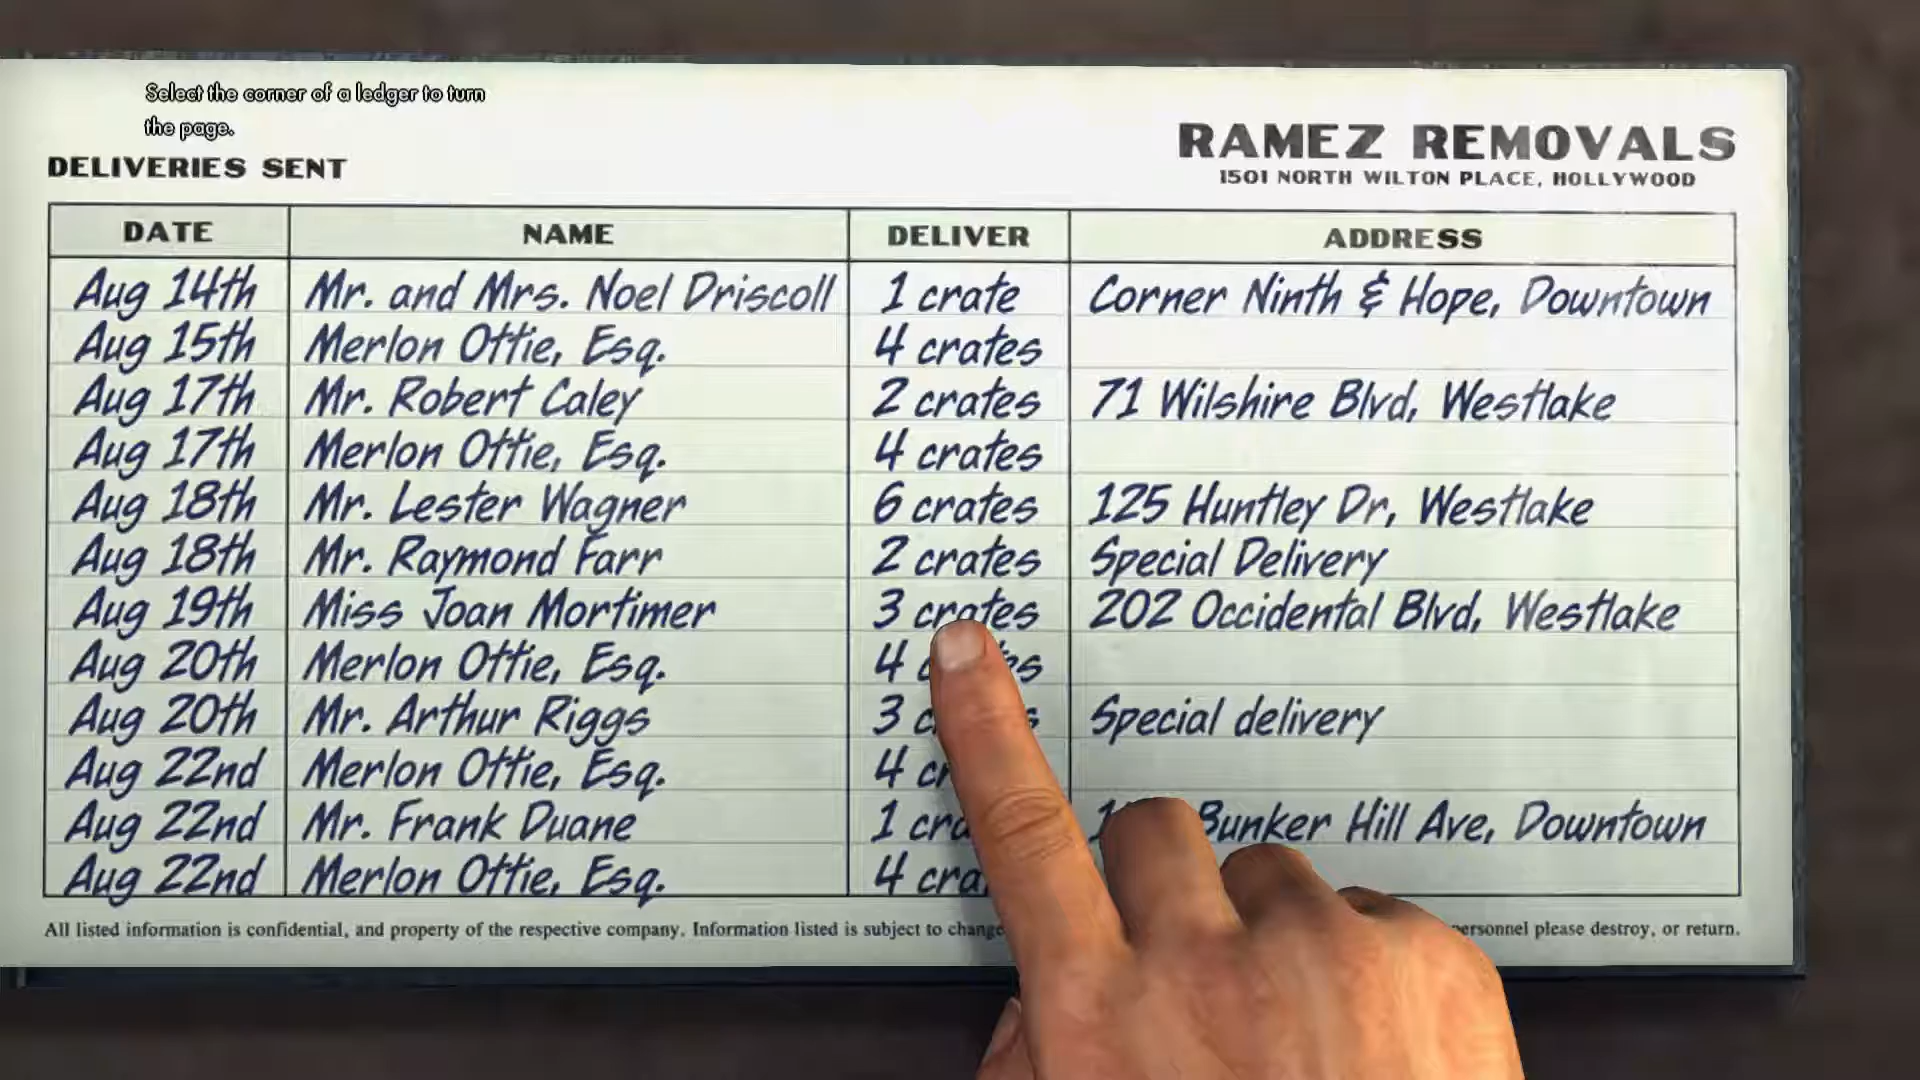 Select the corner of a ledger to turn
the page.
DELIVERIES SENT
RAMEZ REMOVALS
1501 NORTH WILTON PLACE, HOLLYWOOD
DATE NAME DELIVER ADDRESS
Aug 14th Mr. and Mrs. Noel Driscoll 1 crate Corner Ninth & Hope, Downtown
Aug 15th Merlon Ottie, Esq. 4 crates
Aug 17th Mr. Robert Caley 2 crates 71 Wilshire Blvd, Westlake
Aug 17th Merlon Ottie, Esq. 4 crates
Aug 18th Mr. Lester Wagner 6 crates 125 Huntley Dr, Westlake
Aug 18th Mr. Raymond Farr 2 crates Special Delivery
Aug 19th Miss Joan Mortimer 3 crates 202 Occidental Blvd, Westlake
Aug 20th Merlon Ottie, Esq. 4
Aug 20th Mr. Arthur Riggs 3 Special delivery
Aug 22nd Merlon Ottie, Esq. 4
Aug 22nd Mr. Frank Duane 1 Bunker Hill Ave, Downtown
Aug 22nd Merlon Ottie, Esq. 4
All listed information is confidential, and property of the respective company. Information listed is subject to change personnel please destroy, or return.